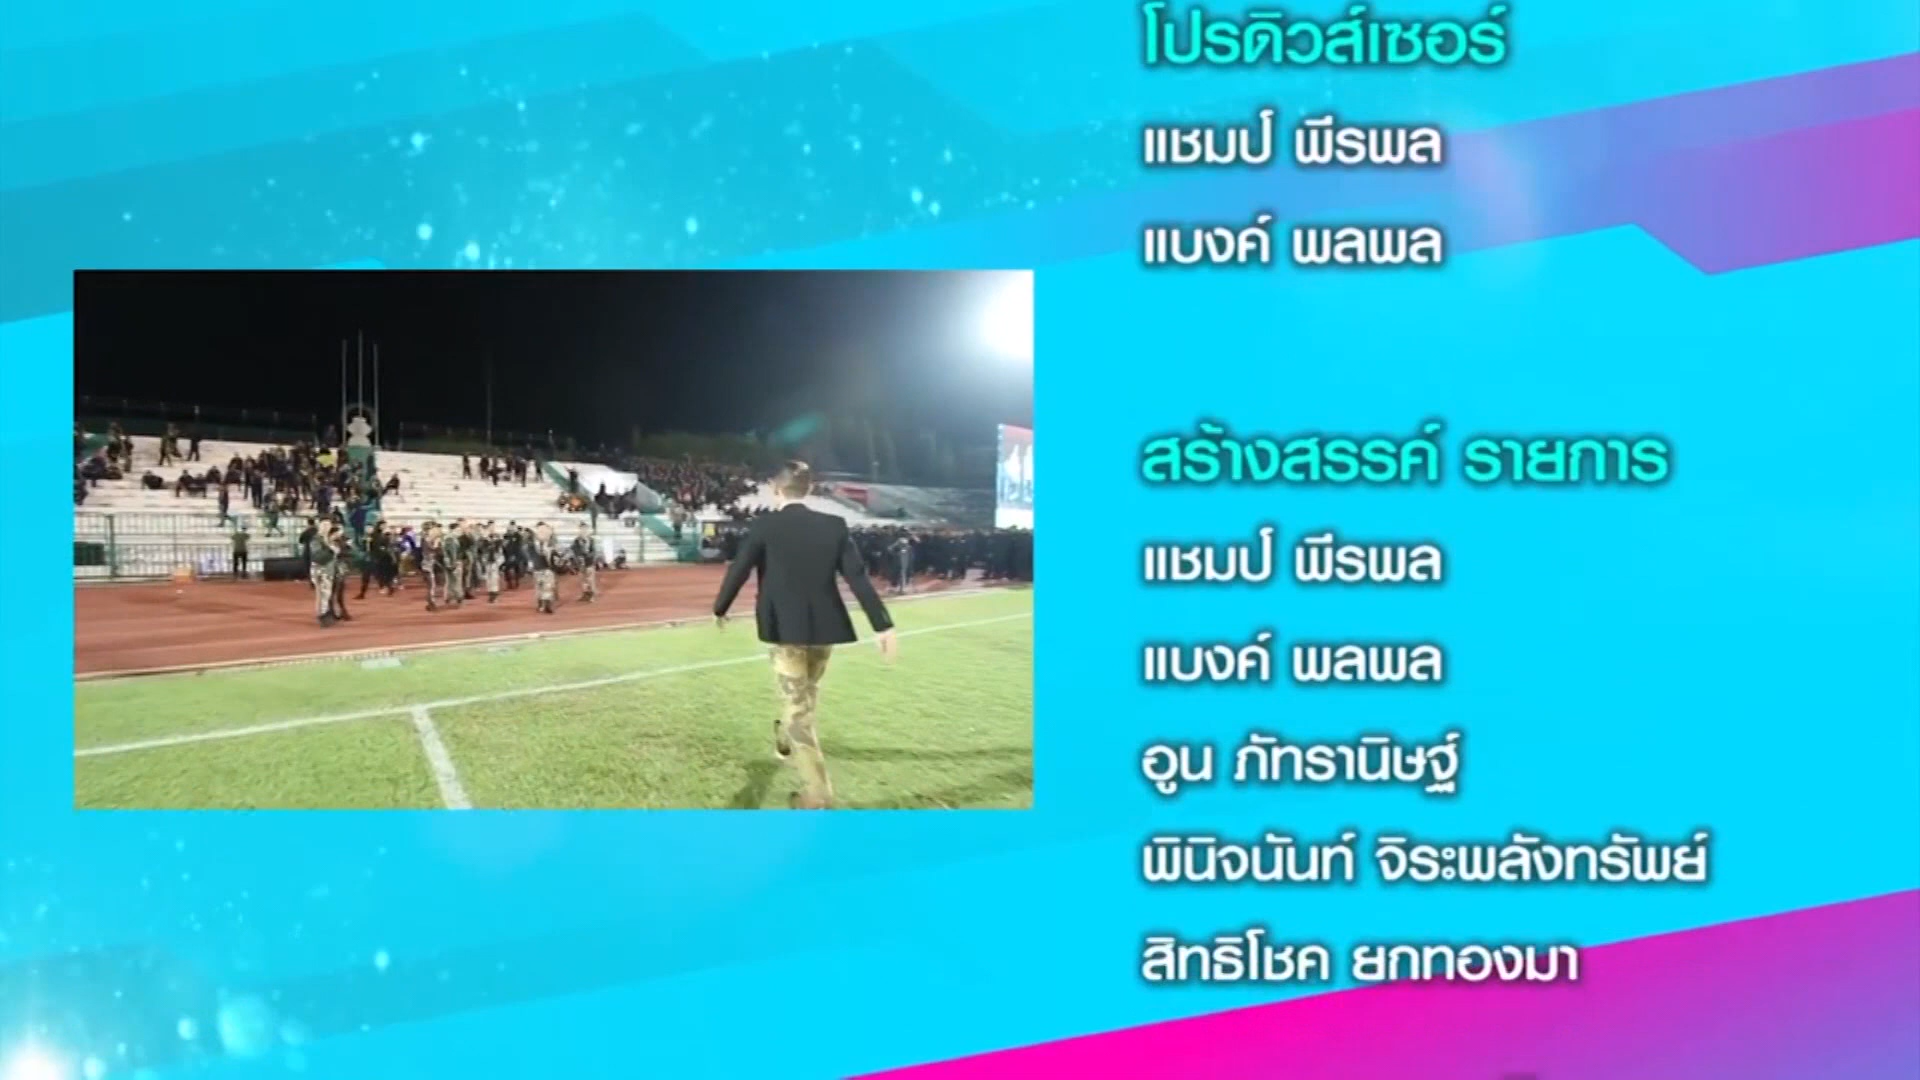 โปรดิวส์เซอร์
แชมป์ พีรพล
แบงค์ พลพล
สร้างสรรค์ รายการ
แชมป์ พีรพล
แบงค์ พลพล
อูน ภัทรานิษฐ์
พินิจนันท์ จิระพลังทรัพย์
สิทธิโชค ยกทองมา